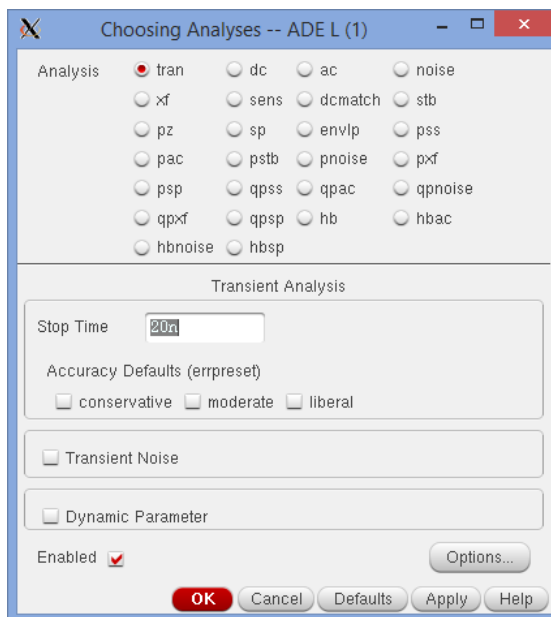 Choosing Analyses -- ADE L (1)
Analysis tran dc ac noise
xf sens dcmatch stb
pz sp envlp pss
pac pstb pnoise pxf
psp qpss qpac qpnoise
qpxf qpsp hb hbac
hbnoise hbsp
Transient Analysis
Stop Time 20n
Accuracy Defaults (errpreset)
conservative moderate liberal
Transient Noise
Dynamic Parameter
Enabled Options...
OK Cancel Defaults Apply Help